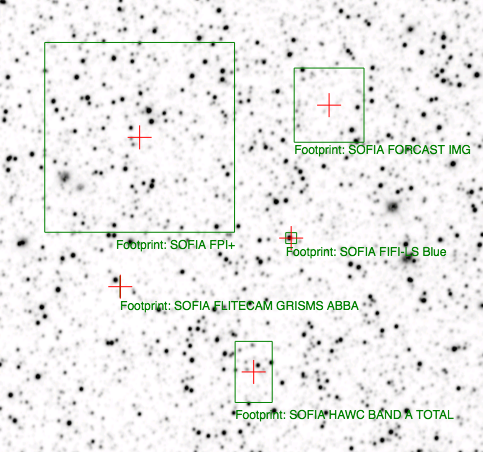 Footprint: SOFIA FORCAST IMG
Footprint: SOFIA FPI+
Footprint: SOFIA FIFI-LS Blue
Footprint: SOFIA FLITECAM GRISMS ABBA
Footprint: SOFIA HAWC BAND A TOTAL